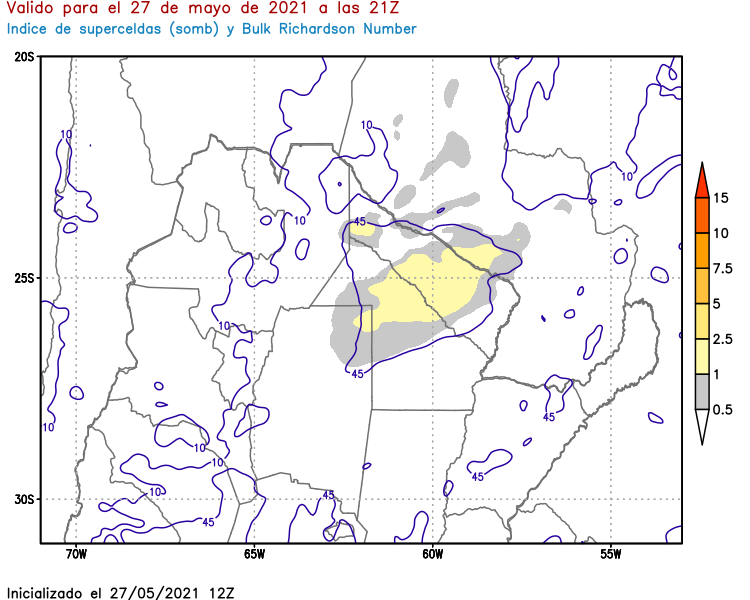 Valido para el 27 de mayo de 2021 a las 21Z
Indice de superceldas (somb) y Bulk Richardson Number
20S
10
10
10
15
10
45
10
7.5
25S
5
10
2.5
10
45
1
0.5
45
10
10
10
45
10
45
30S
45
70W
65W
60W
55W
Inicializado el 27/05/2021 12Z